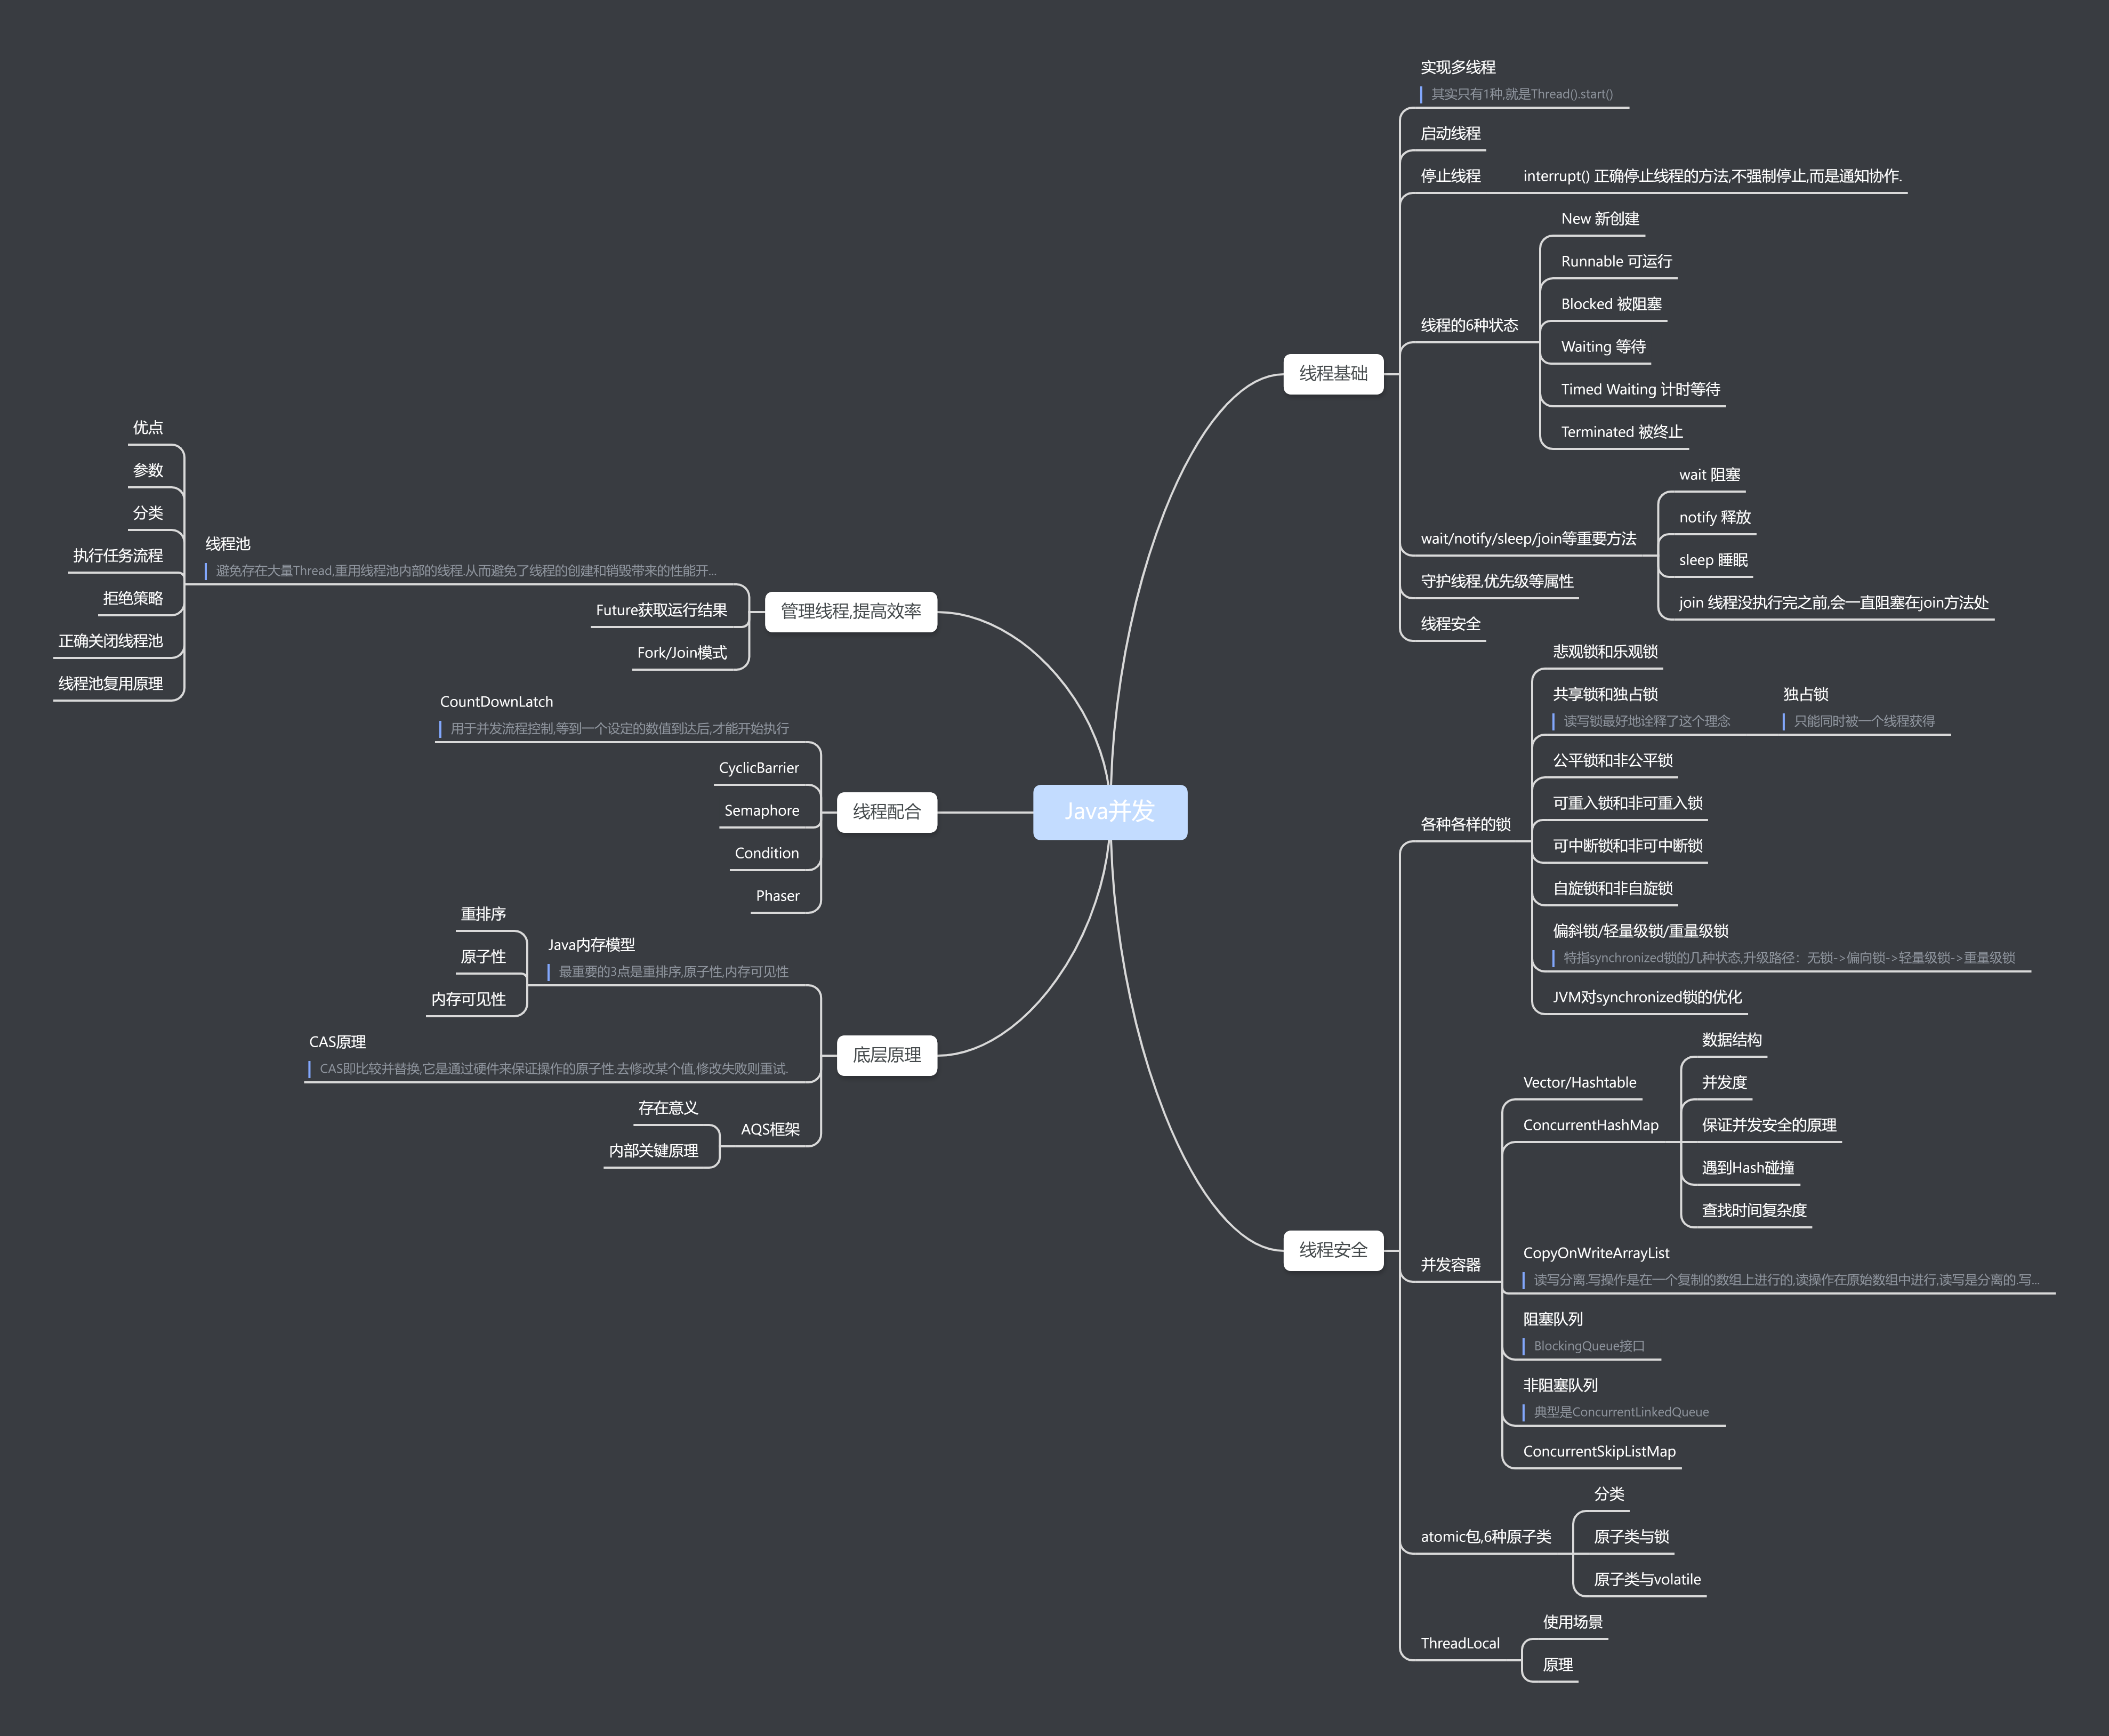 Java并发
线程基础
实现多线程
其实只有1种,就是Thread().start()
启动线程
停止线程
interrupt() 正确停止线程的方法,不强制停止,而是通知协作.
线程的6种状态
New 新创建
Runnable 可运行
Blocked 被阻塞
Waiting 等待
Timed Waiting 计时等待
Terminated 被终止
wait/notify/sleep/join等重要方法
wait 阻塞
notify 释放
sleep 睡眠
join 线程没执行完之前,会一直阻塞在join方法处
守护线程,优先级等属性
线程安全
线程安全
各种各样的锁
悲观锁和乐观锁
共享锁和独占锁
读写锁最好地诠释了这个理念
独占锁
只能同时被一个线程获得
公平锁和非公平锁
可重入锁和非可重入锁
可中断锁和非可中断锁
自旋锁和非自旋锁
偏斜锁/轻量级锁/重量级锁
特指synchronized锁的几种状态,升级路径：无锁->偏向锁->轻量级锁->重量级锁
JVM对synchronized锁的优化
并发容器
Vector/Hashtable
ConcurrentHashMap
数据结构
并发度
保证并发安全的原理
遇到Hash碰撞
查找时间复杂度
CopyOnWriteArrayList
读写分离.写操作是在一个复制的数组上进行的,读操作在原始数组中进行,读写是分离的.写...
阻塞队列
BlockingQueue接口
非阻塞队列
典型是ConcurrentLinkedQueue
ConcurrentSkipListMap
atomic包,6种原子类
分类
原子类与锁
原子类与volatile
ThreadLocal
使用场景
原理
管理线程,提高效率
线程池
避免存在大量Thread,重用线程池内部的线程.从而避免了线程的创建和销毁带来的性能开...
优点
参数
分类
执行任务流程
拒绝策略
正确关闭线程池
线程池复用原理
Future获取运行结果
Fork/Join模式
线程配合
CountDownLatch
用于并发流程控制,等到一个设定的数值到达后,才能开始执行
CyclicBarrier
Semaphore
Condition
Phaser
底层原理
Java内存模型
最重要的3点是重排序,原子性,内存可见性
重排序
原子性
内存可见性
CAS原理
CAS即比较并替换,它是通过硬件来保证操作的原子性.去修改某个值,修改失败则重试.
AQS框架
存在意义
内部关键原理